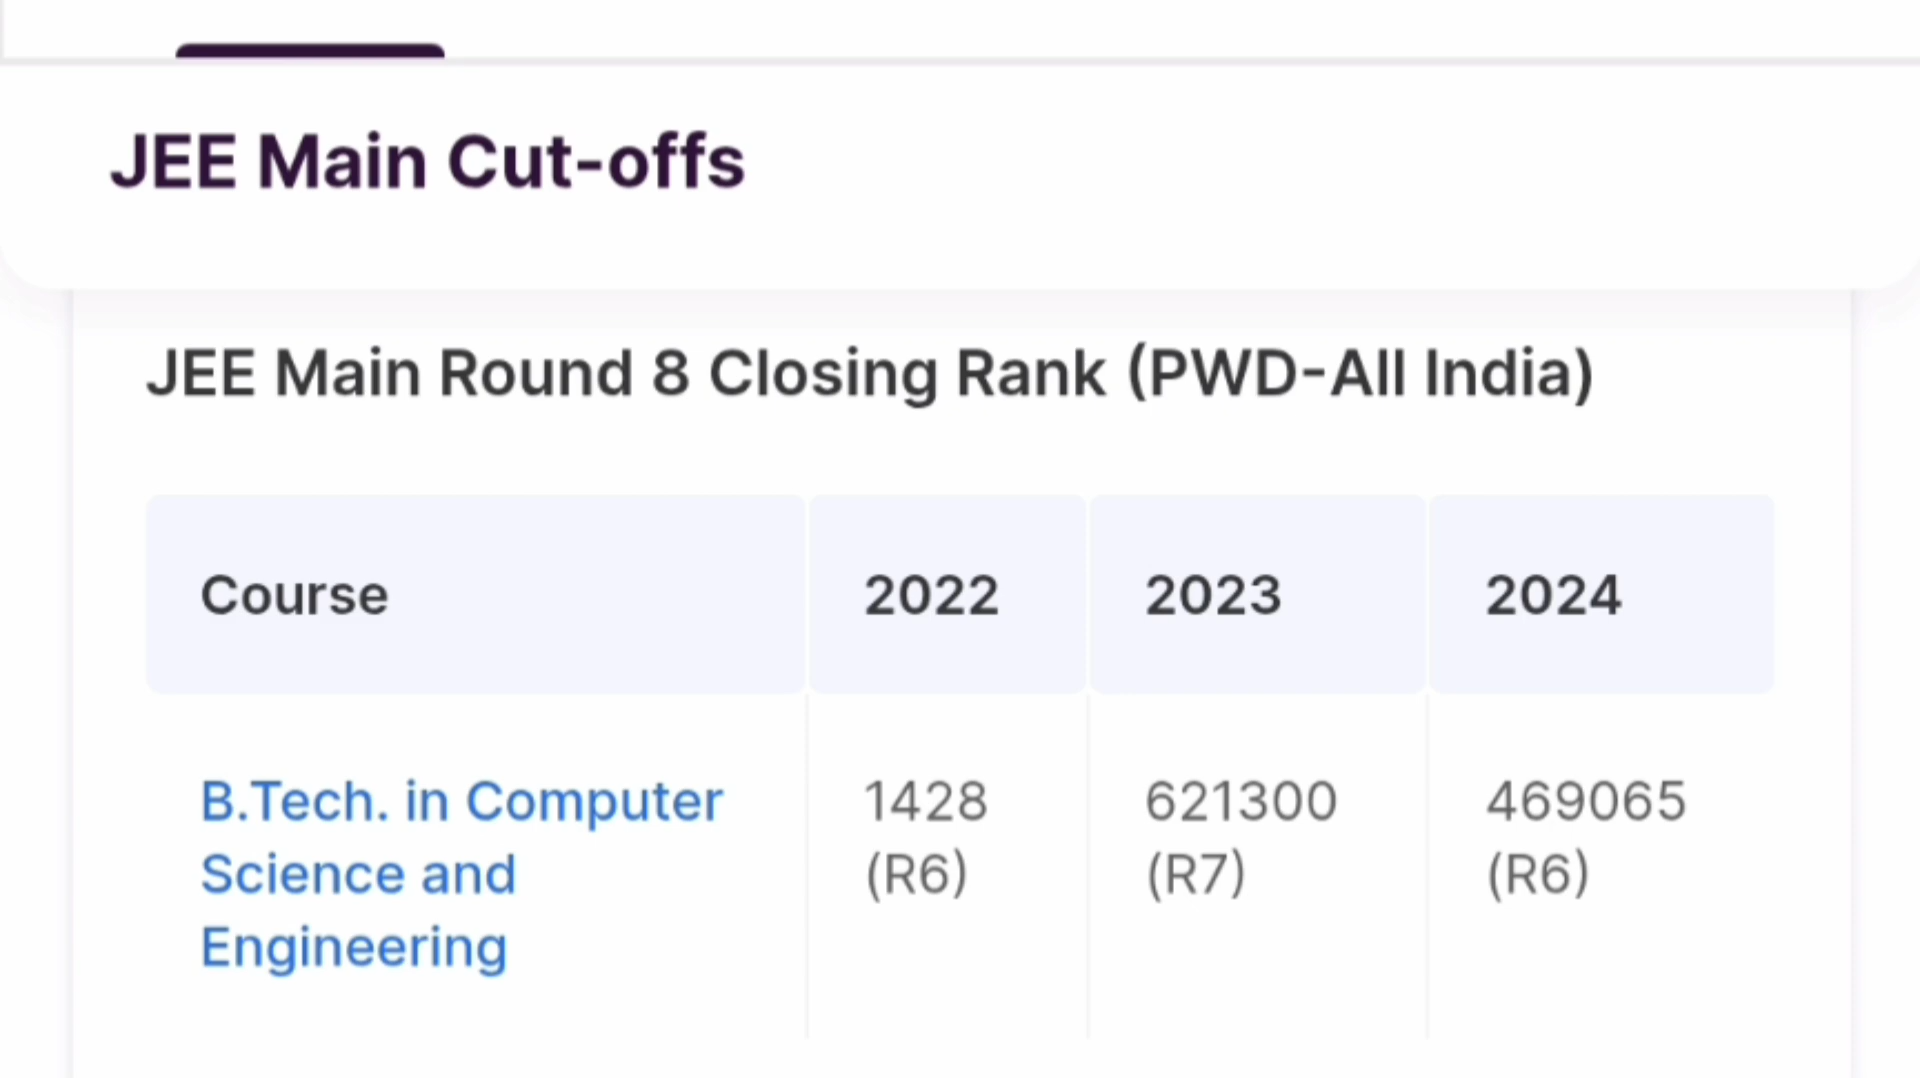 JEE Main Cut-offs
JEE Main Round 8 Closing Rank (PWD-All India)
Course 2022 2023 2024
B.Tech. in Computer 1428 621300 469065
Science and (R6) (R7) (R6)
Engineering